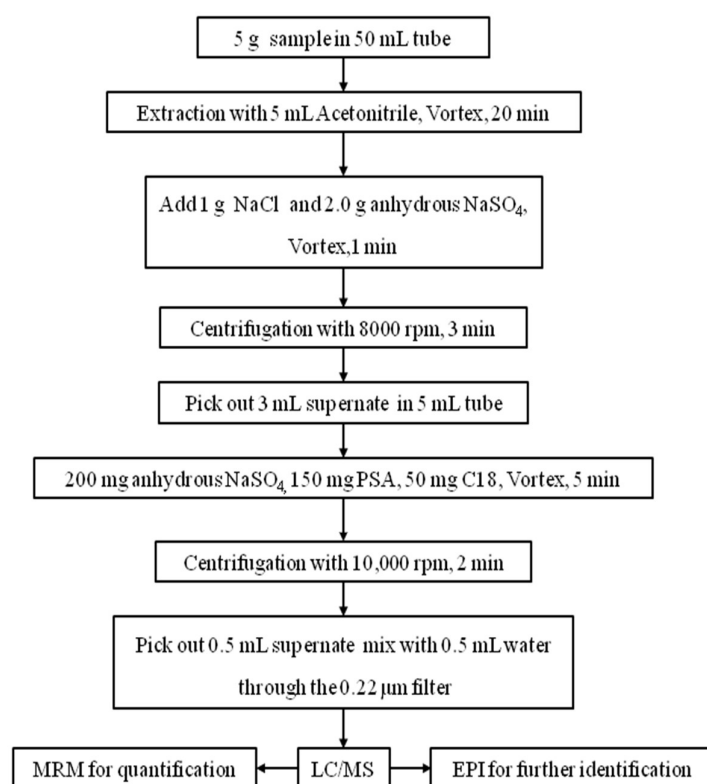 5 g sample in 50 mL tube
Extraction with 5 mL Acetonitrile, Vortex, 20 min
Add 1 g NaCl and 2.0 g anhydrous NaSO₄,
Vortex,1 min
Centrifugation with 8000 rpm, 3 min
Pick out 3 mL supernate in 5 mL tube
200 mg anhydrous NaSO₄, 150 mg PSA, 50 mg C18, Vortex, 5 min
Centrifugation with 10,000 rpm, 2 min
Pick out 0.5 mL supernate mix with 0.5 mL water
through the 0.22 μm filter
MRM for quantification LC/MS EPI for further identification